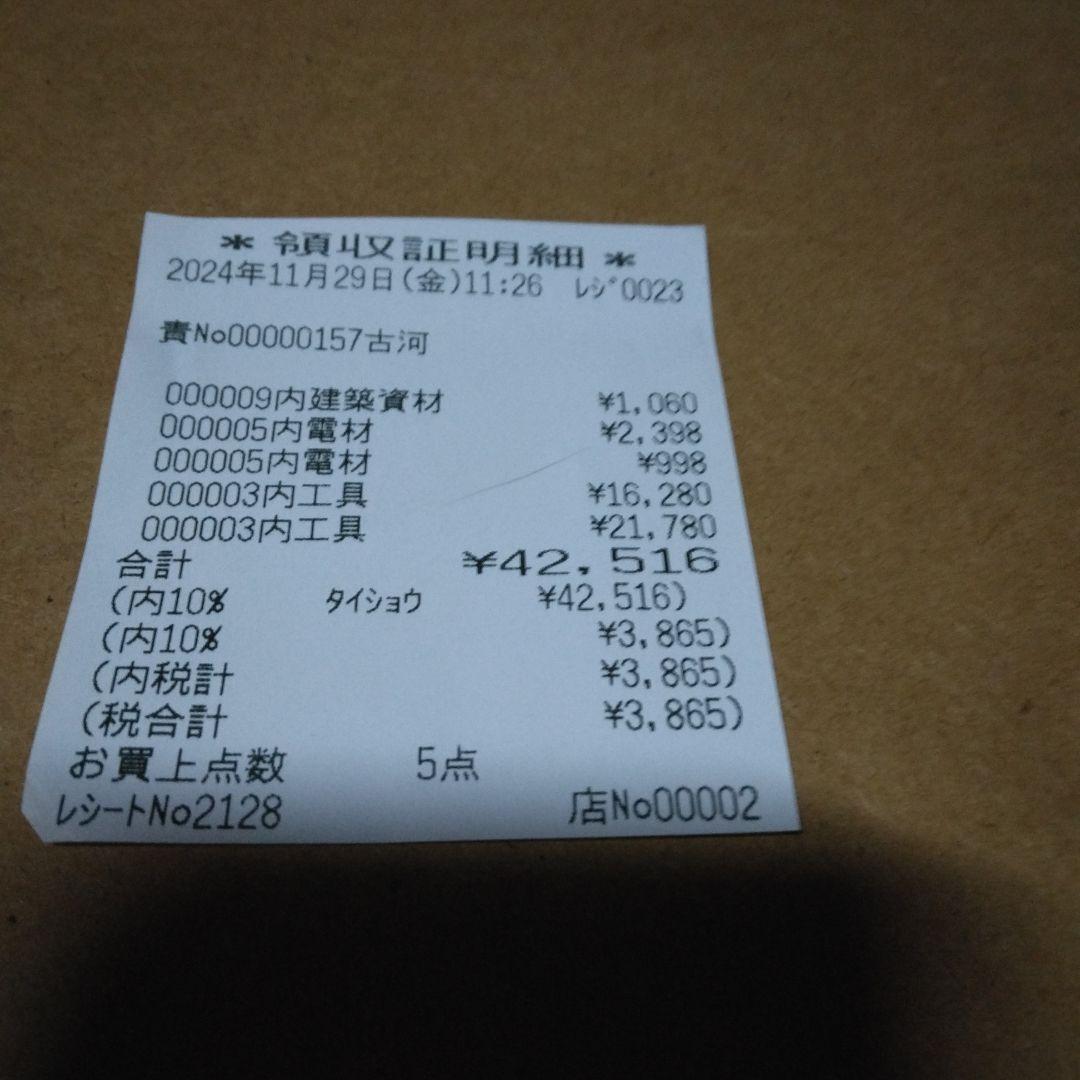 * 領収証明細 *
2024年11月29日(金)11:26 レジ0023
責No00000157古河
000009内建築資材 ¥1,060
000005内電材 ¥2,398
000005内電材 ¥998
000003内工具 ¥16,280
000003内工具 ¥21,780
合計 ¥42,516
(内10% タイショウ ¥42,516)
(内10% ¥3,865)
(内税計 ¥3,865)
(税合計 ¥3,865)
お買上点数 5点
レシートNo2128 店No00002